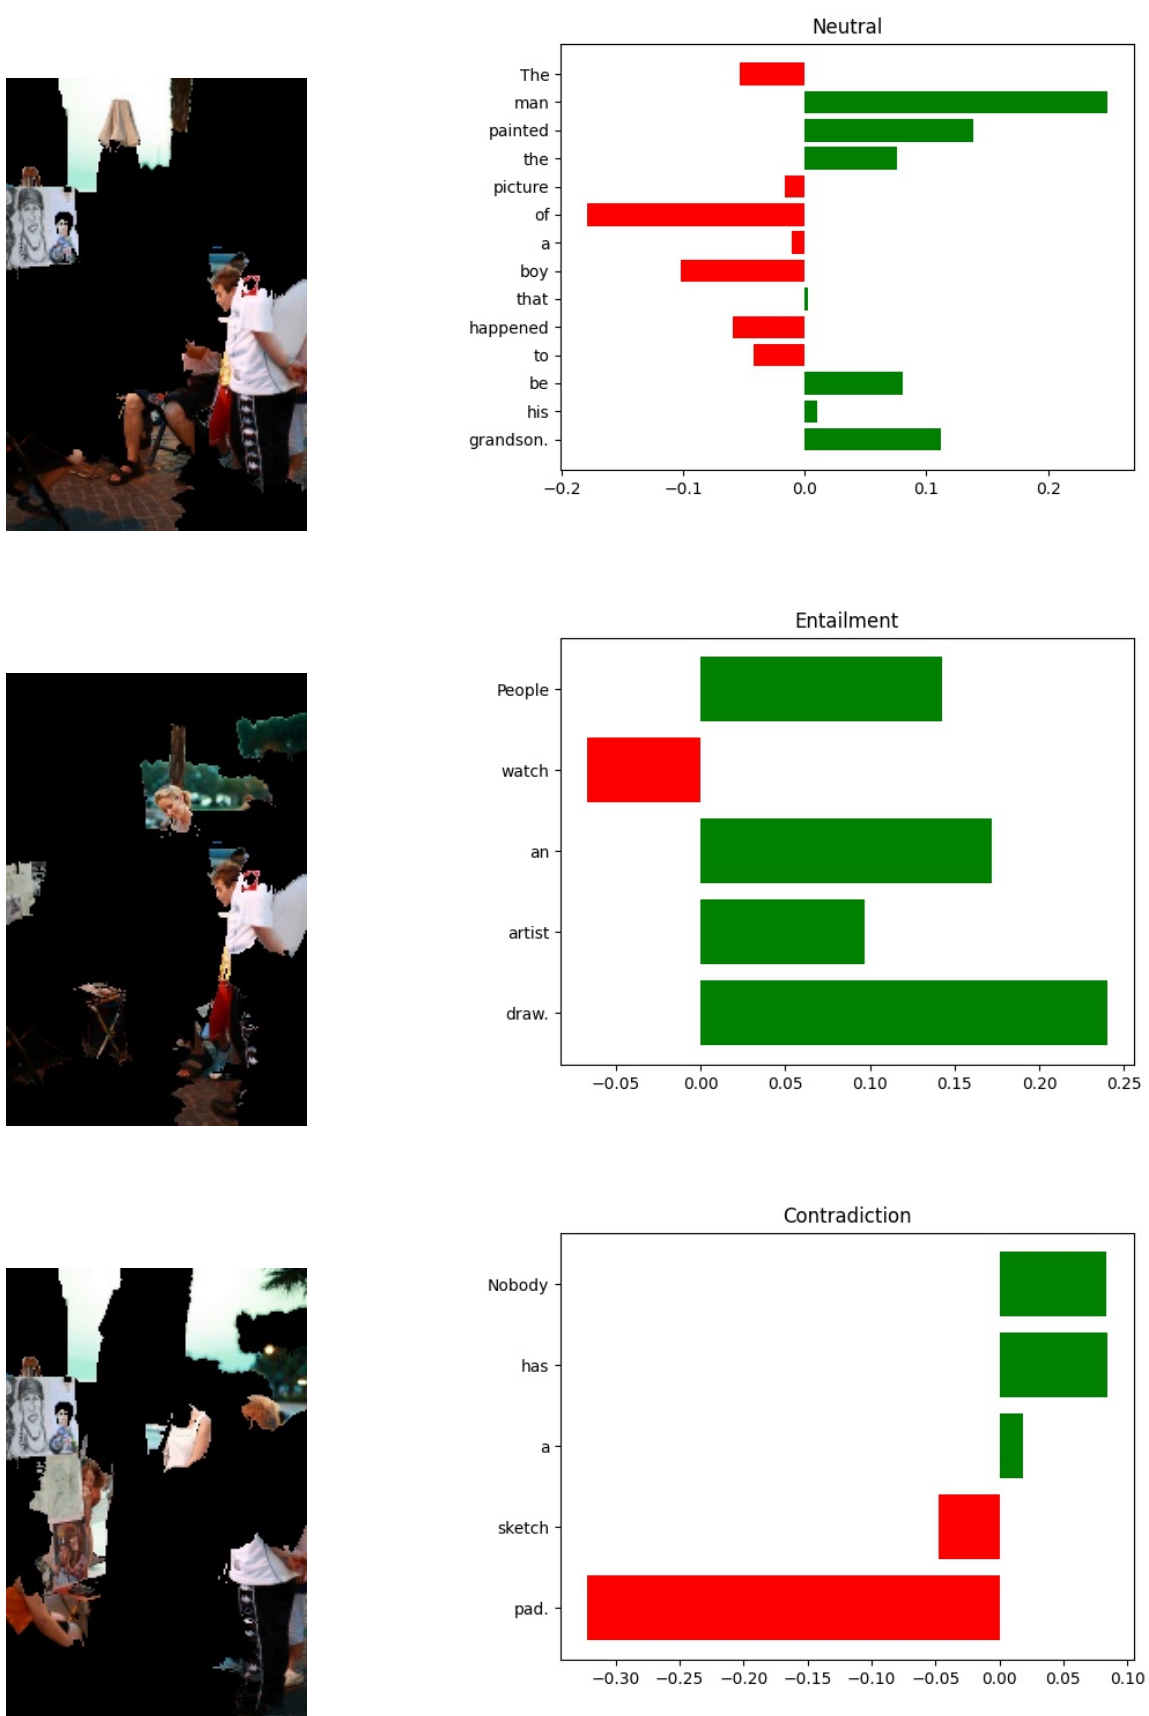 Neutral
The
man
painted
the
picture
of
a
boy
that
happened
to
be
his
grandson.
−0.2 −0.1 0.0 0.1 0.2
Entailment
People
watch
an
artist
draw.
−0.05 0.00 0.05 0.10 0.15 0.20 0.25
Contradiction
Nobody
has
a
sketch
pad.
−0.30 −0.25 −0.20 −0.15 −0.10 −0.05 0.00 0.05 0.10